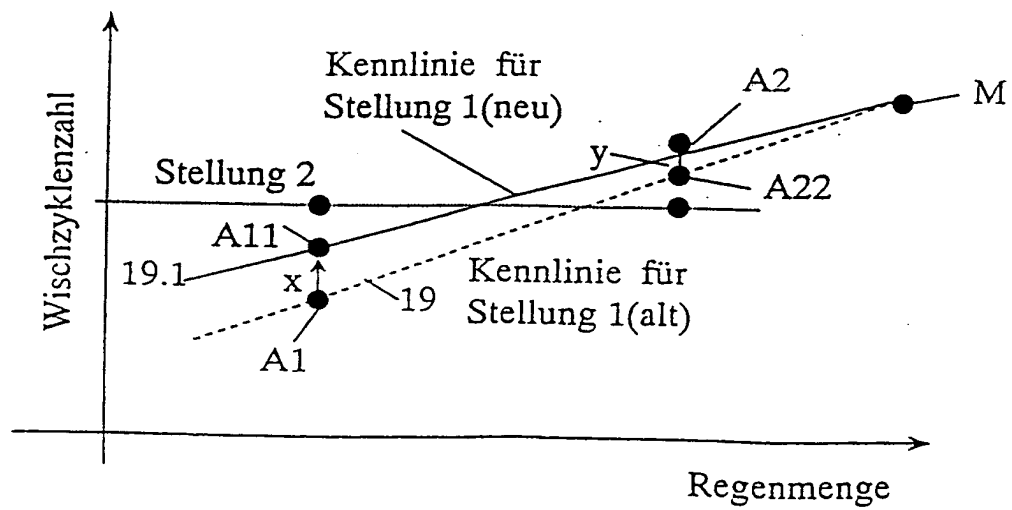 Kennlinie für
Stellung 1(neu)
A2
M
y
Stellung 2
A22
A11
Wischzyklenzahl
19.1
x
19
Kennlinie für
Stellung 1(alt)
A1
Regenmenge